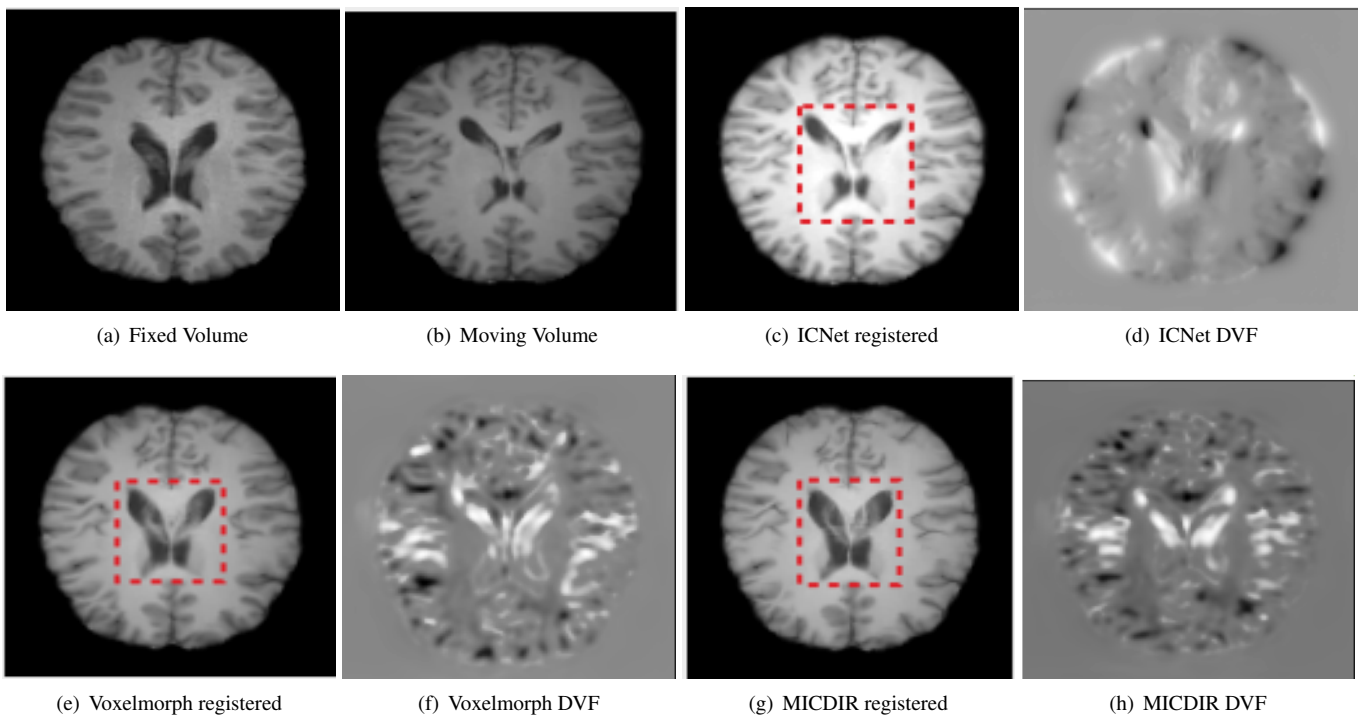 (a) Fixed Volume
(b) Moving Volume
(c) ICNet registered
(d) ICNet DVF
(e) Voxelmorph registered
(f) Voxelmorph DVF
(g) MICDIR registered
(h) MICDIR DVF